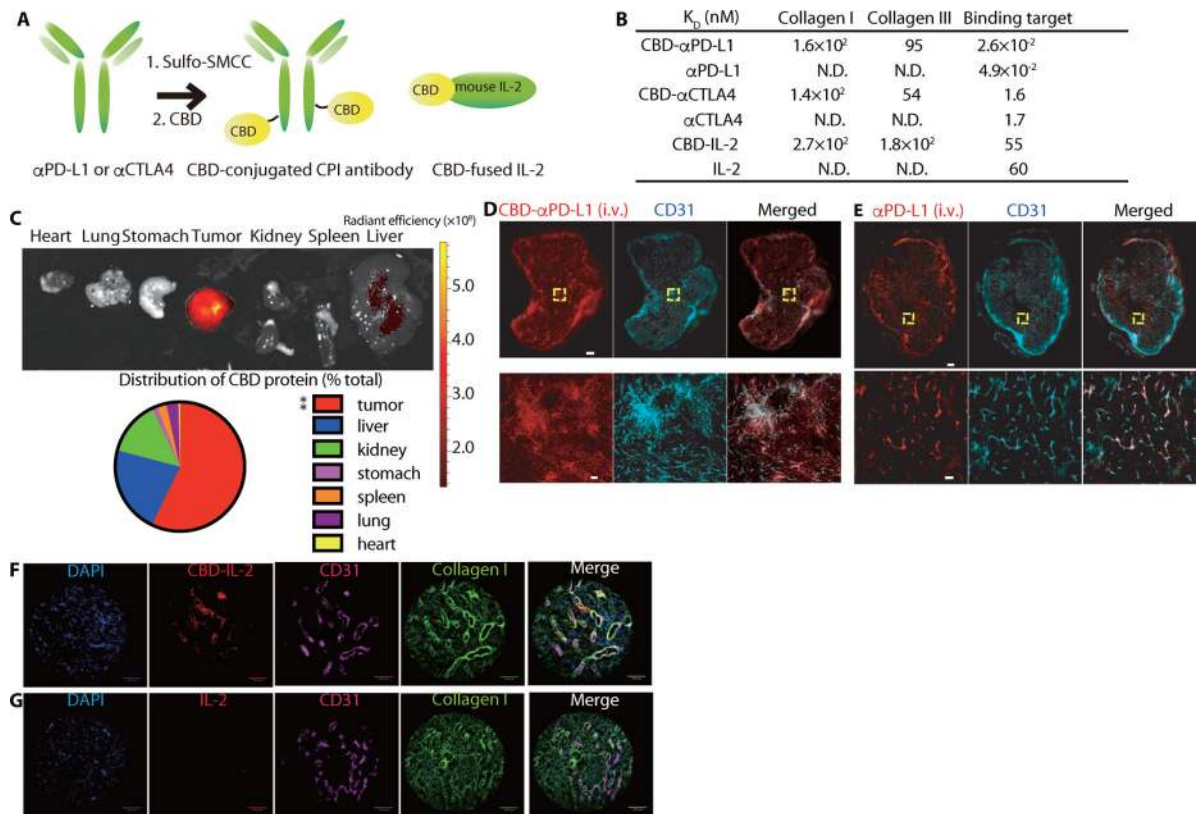 A
1. Sulfo-SMCC
2. CBD
CBD
CBD
CBD mouse IL-2
αPD-L1 or αCTLA4 CBD-conjugated CPI antibody CBD-fused IL-2
B
K_D (nM) Collagen I Collagen III Binding target
CBD-αPD-L1 1.6×10² 95 2.6×10⁻²
αPD-L1 N.D. N.D. 4.9×10⁻²
CBD-αCTLA4 1.4×10² 54 1.6
αCTLA4 N.D. N.D. 1.7
CBD-IL-2 2.7×10² 1.8×10² 55
IL-2 N.D. N.D. 60
C
Radiant efficiency (×10⁹)
Heart Lung Stomach Tumor Kidney Spleen Liver
5.0
4.0
3.0
2.0
Distribution of CBD protein (% total)
** tumor
liver
kidney
stomach
spleen
lung
heart
D CBD-αPD-L1 (i.v.) CD31 Merged
E αPD-L1 (i.v.) CD31 Merged
F DAPI CBD-IL-2 CD31 Collagen I Merge
G DAPI IL-2 CD31 Collagen I Merge